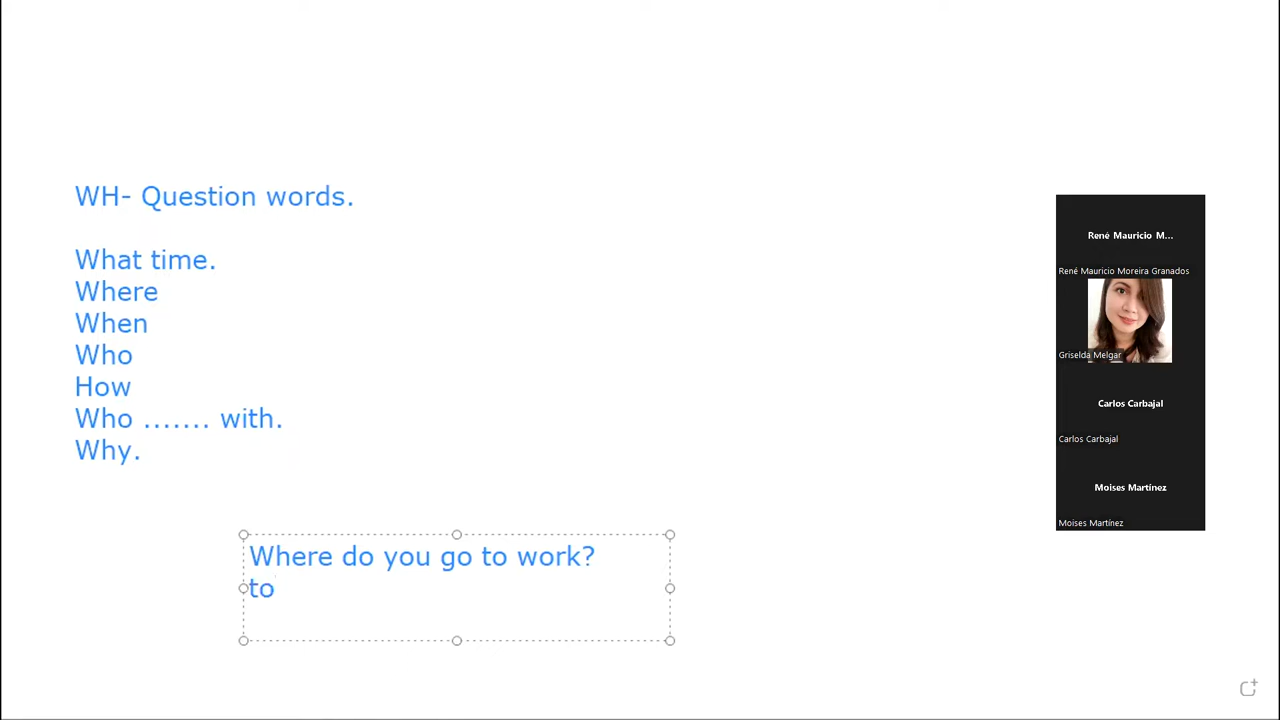 WH- Question words.
What time.
Where
When
Who
How
Who ....... with.
Why.
Where do you go to work?
to
René Mauricio M...
René Mauricio Moreira Granados
Griselda Melgar
Carlos Carbajal
Carlos Carbajal
Moises Martínez
Moises Martínez